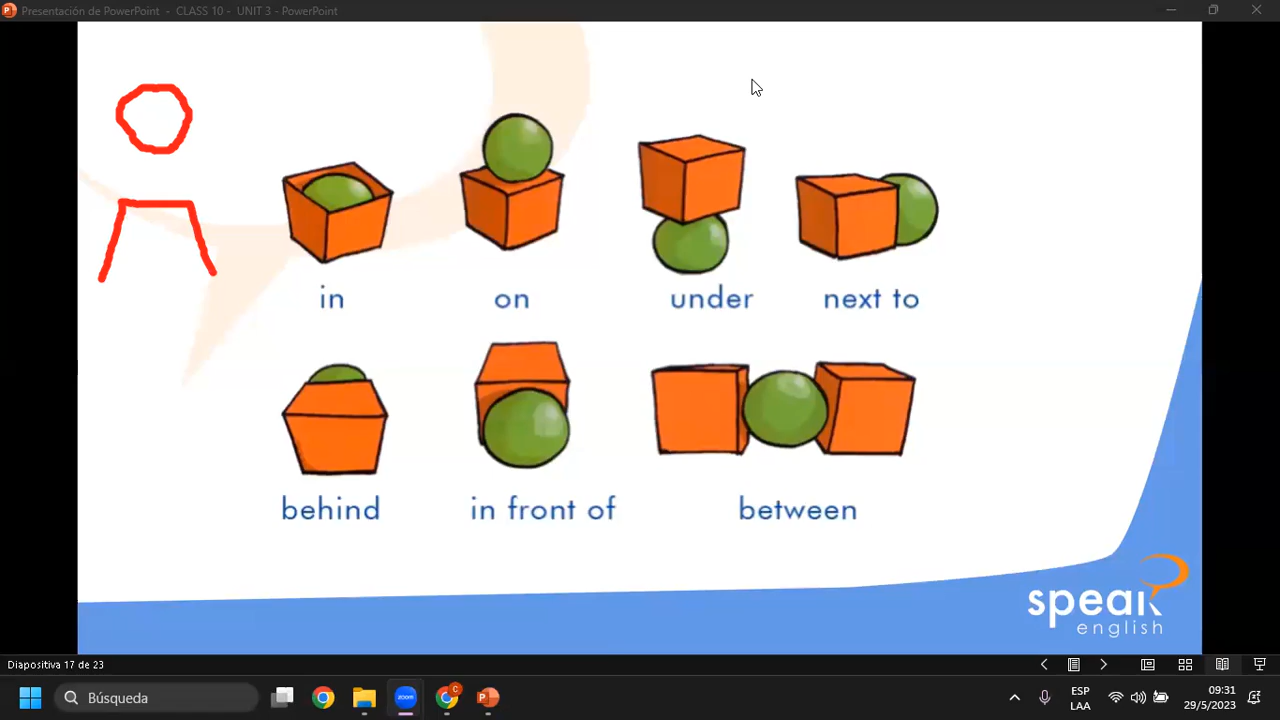 Presentación de PowerPoint - CLASS 10 - UNIT 3 - PowerPoint
in
on
under
next to
behind
in front of
between
speak
english
Diapositiva 17 de 23
Búsqueda
zoom
C
ESP
LAA
09:31
29/5/2023